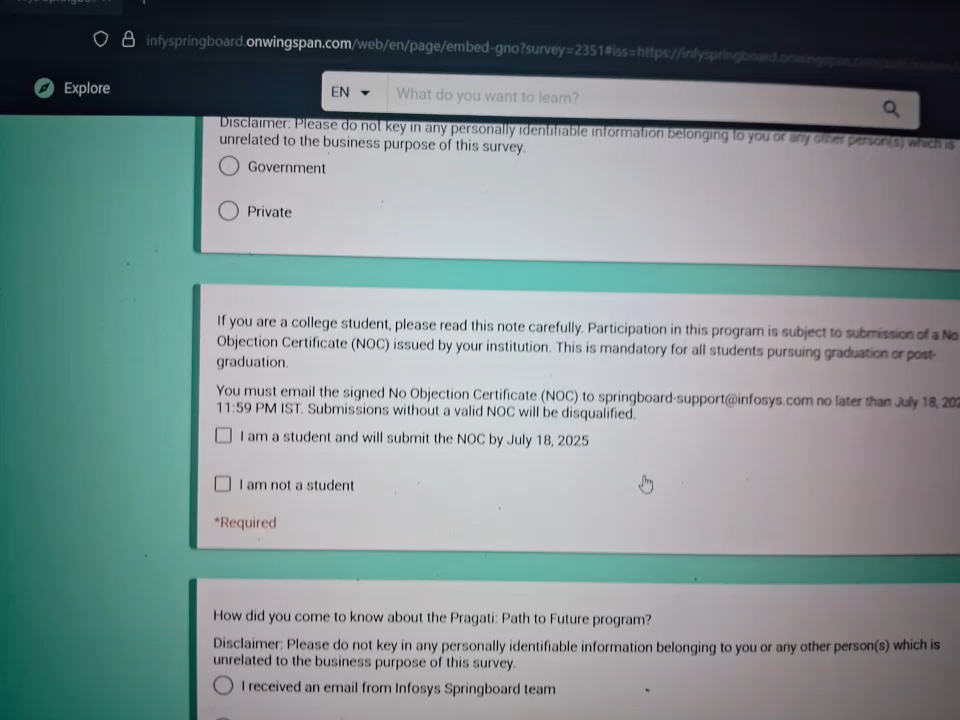 infyspringboard.onwingspan.com/web/en/page/embed-gno?survey=2351#iss=https://infyspringboard.onwingspan.com
Explore
EN
What do you want to learn?
Disclaimer: Please do not key in any personally identifiable information belonging to you or any other person(s) which is
unrelated to the business purpose of this survey.
Government
Private
If you are a college student, please read this note carefully. Participation in this program is subject to submission of a No
Objection Certificate (NOC) issued by your institution. This is mandatory for all students pursuing graduation or post-
graduation.
You must email the signed No Objection Certificate (NOC) to springboard-support@infosys.com no later than July 18, 202
11:59 PM IST. Submissions without a valid NOC will be disqualified.
I am a student and will submit the NOC by July 18, 2025
I am not a student
*Required
How did you come to know about the Pragati: Path to Future program?
Disclaimer: Please do not key in any personally identifiable information belonging to you or any other person(s) which is
unrelated to the business purpose of this survey.
I received an email from Infosys Springboard team